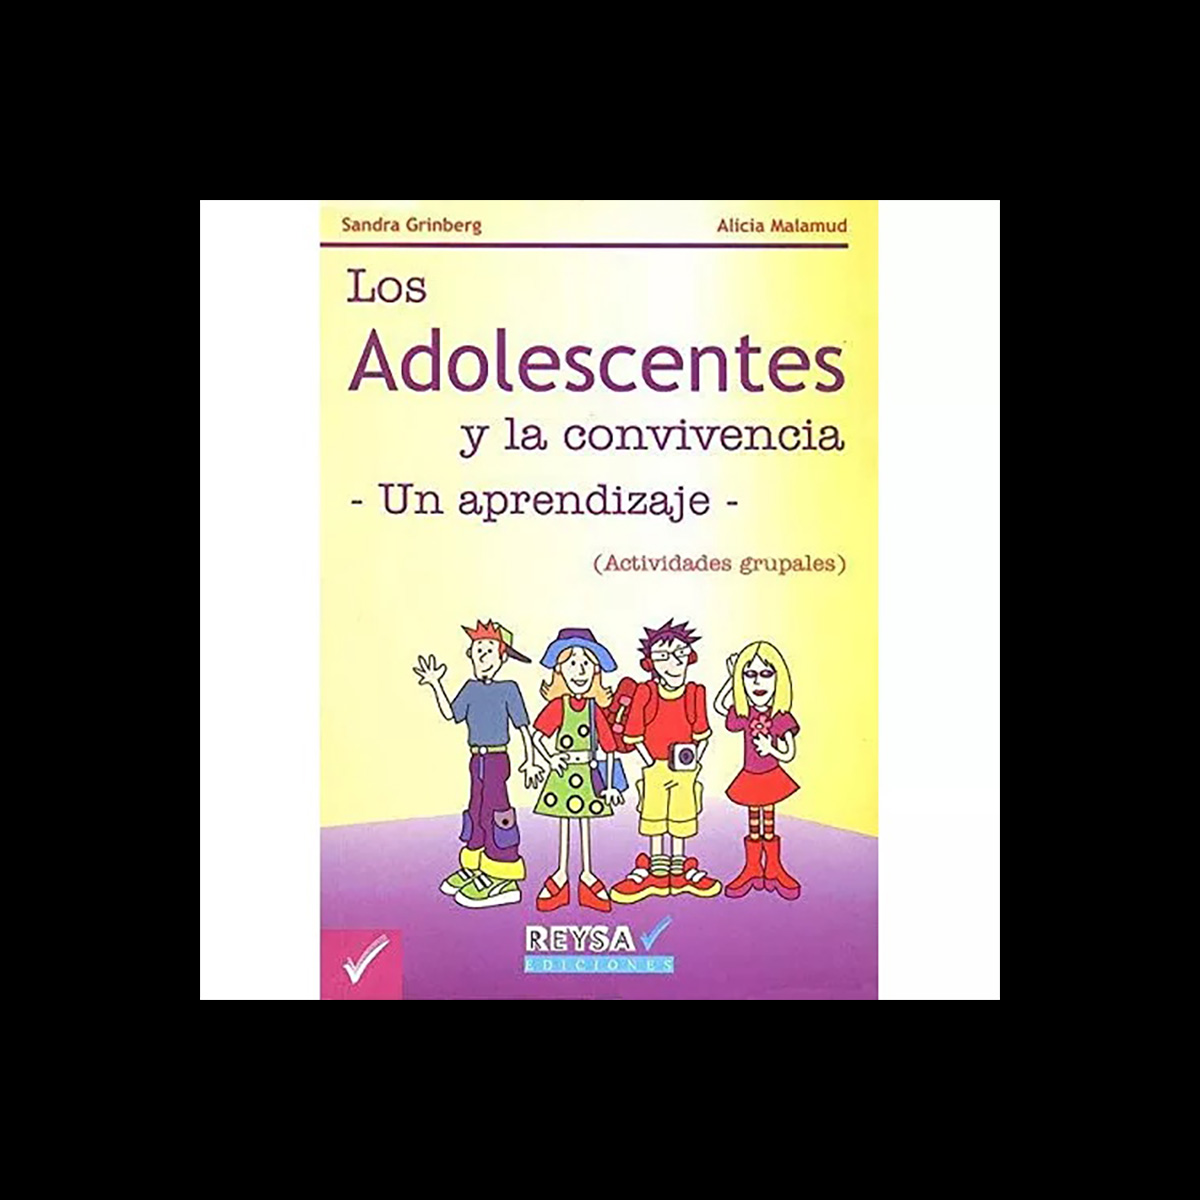 Sandra Grinberg Alicia Malamud
Los
Adolescentes
y la convivencia
- Un aprendizaje -
(Actividades grupales)
REYSA
EDICIONES